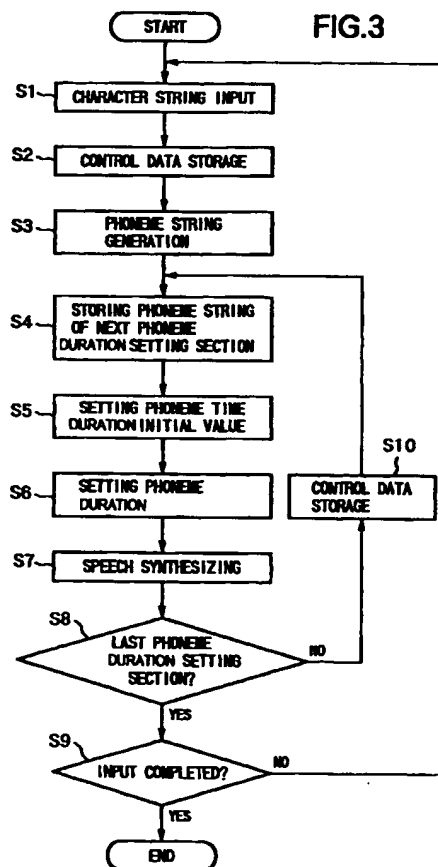 START
FIG.3
S1
CHARACTER STRING INPUT
S2
CONTROL DATA STORAGE
S3
PHONEME STRING
GENERATION
S4
STORING PHONEME STRING
OF NEXT PHONEME
DURATION SETTING SECTION
S5
SETTING PHONEME TIME
DURATION INITIAL VALUE
S10
CONTROL DATA
STORAGE
S6
SETTING PHONEME
DURATION
S7
SPEECH SYNTHESIZING
S8
LAST PHONEME
DURATION SETTING
SECTION?
NO
YES
S9
INPUT COMPLETED?
NO
YES
END